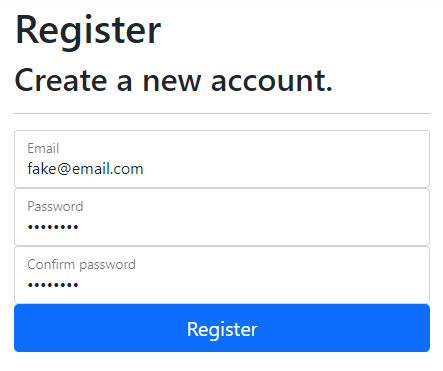 Register
Create a new account.
Email
fake@email.com
Password
••••••••
Confirm password
••••••••
Register